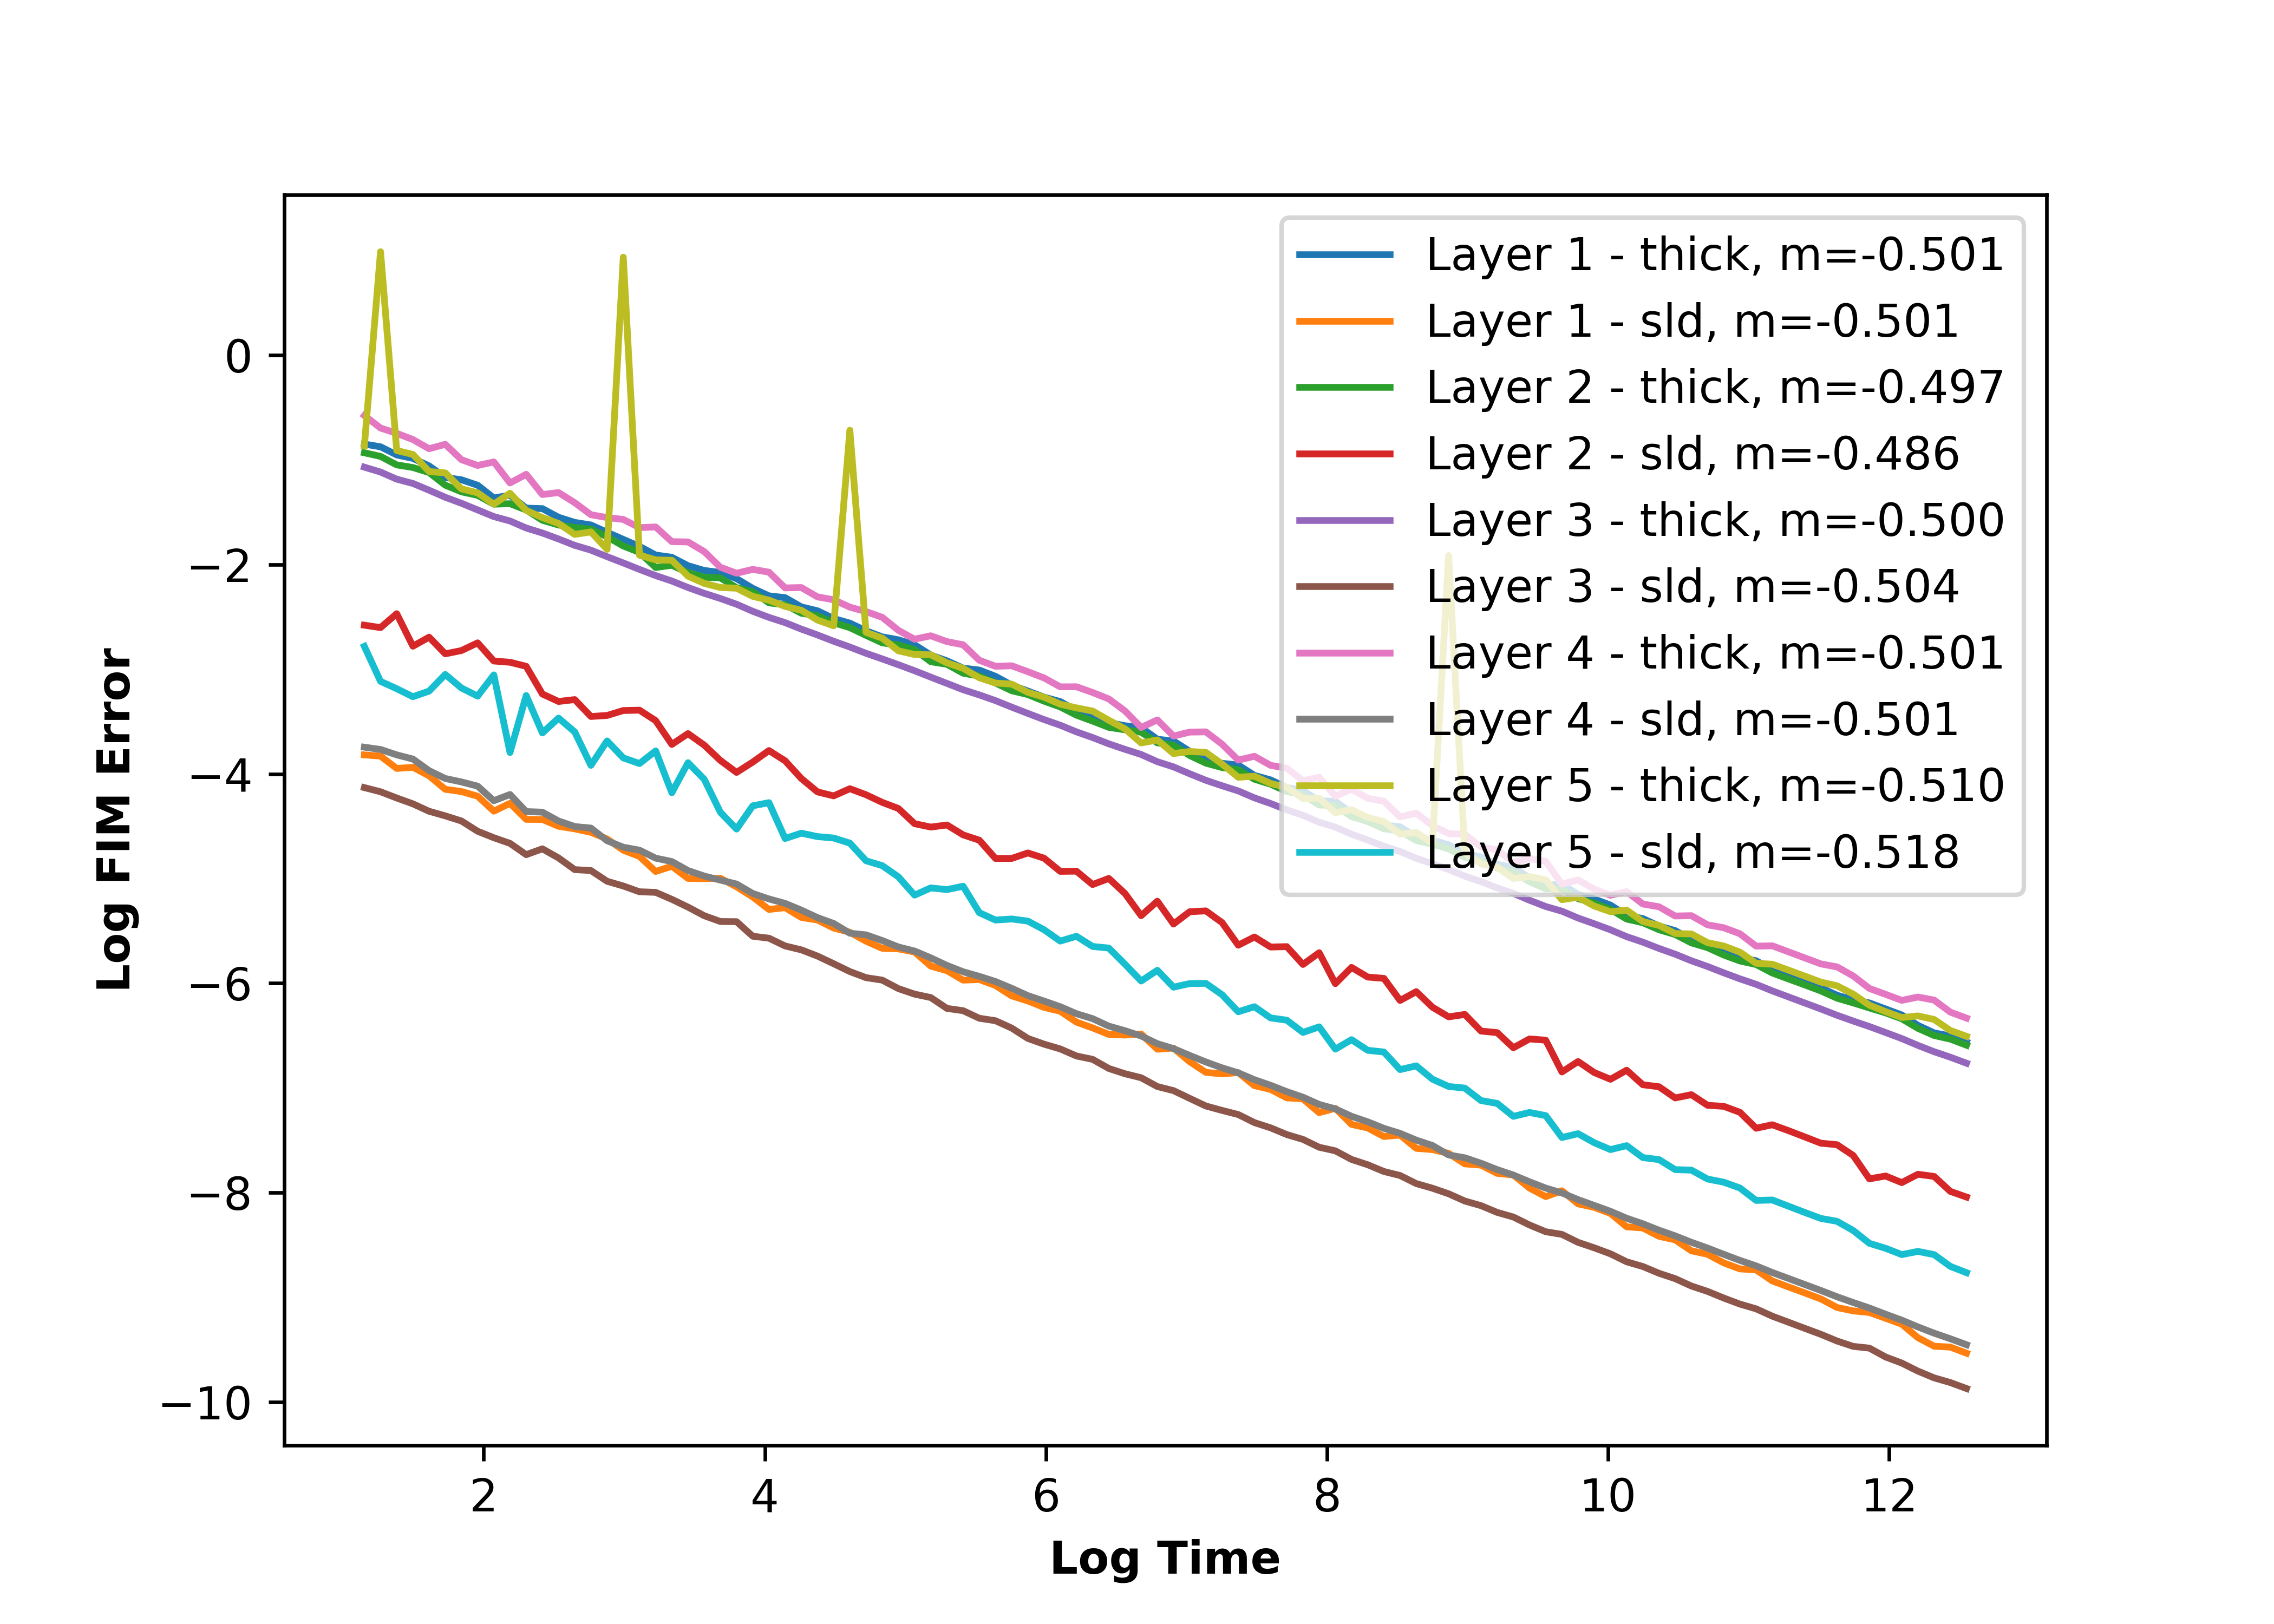 Layer 1 - thick, m=-0.501
Layer 1 - sld, m=-0.501
Layer 2 - thick, m=-0.497
Layer 2 - sld, m=-0.486
Layer 3 - thick, m=-0.500
Layer 3 - sld, m=-0.504
Layer 4 - thick, m=-0.501
Layer 4 - sld, m=-0.501
Layer 5 - thick, m=-0.510
Layer 5 - sld, m=-0.518
0
−2
−4
−6
−8
−10
Log FIM Error
2 4 6 8 10 12
Log Time